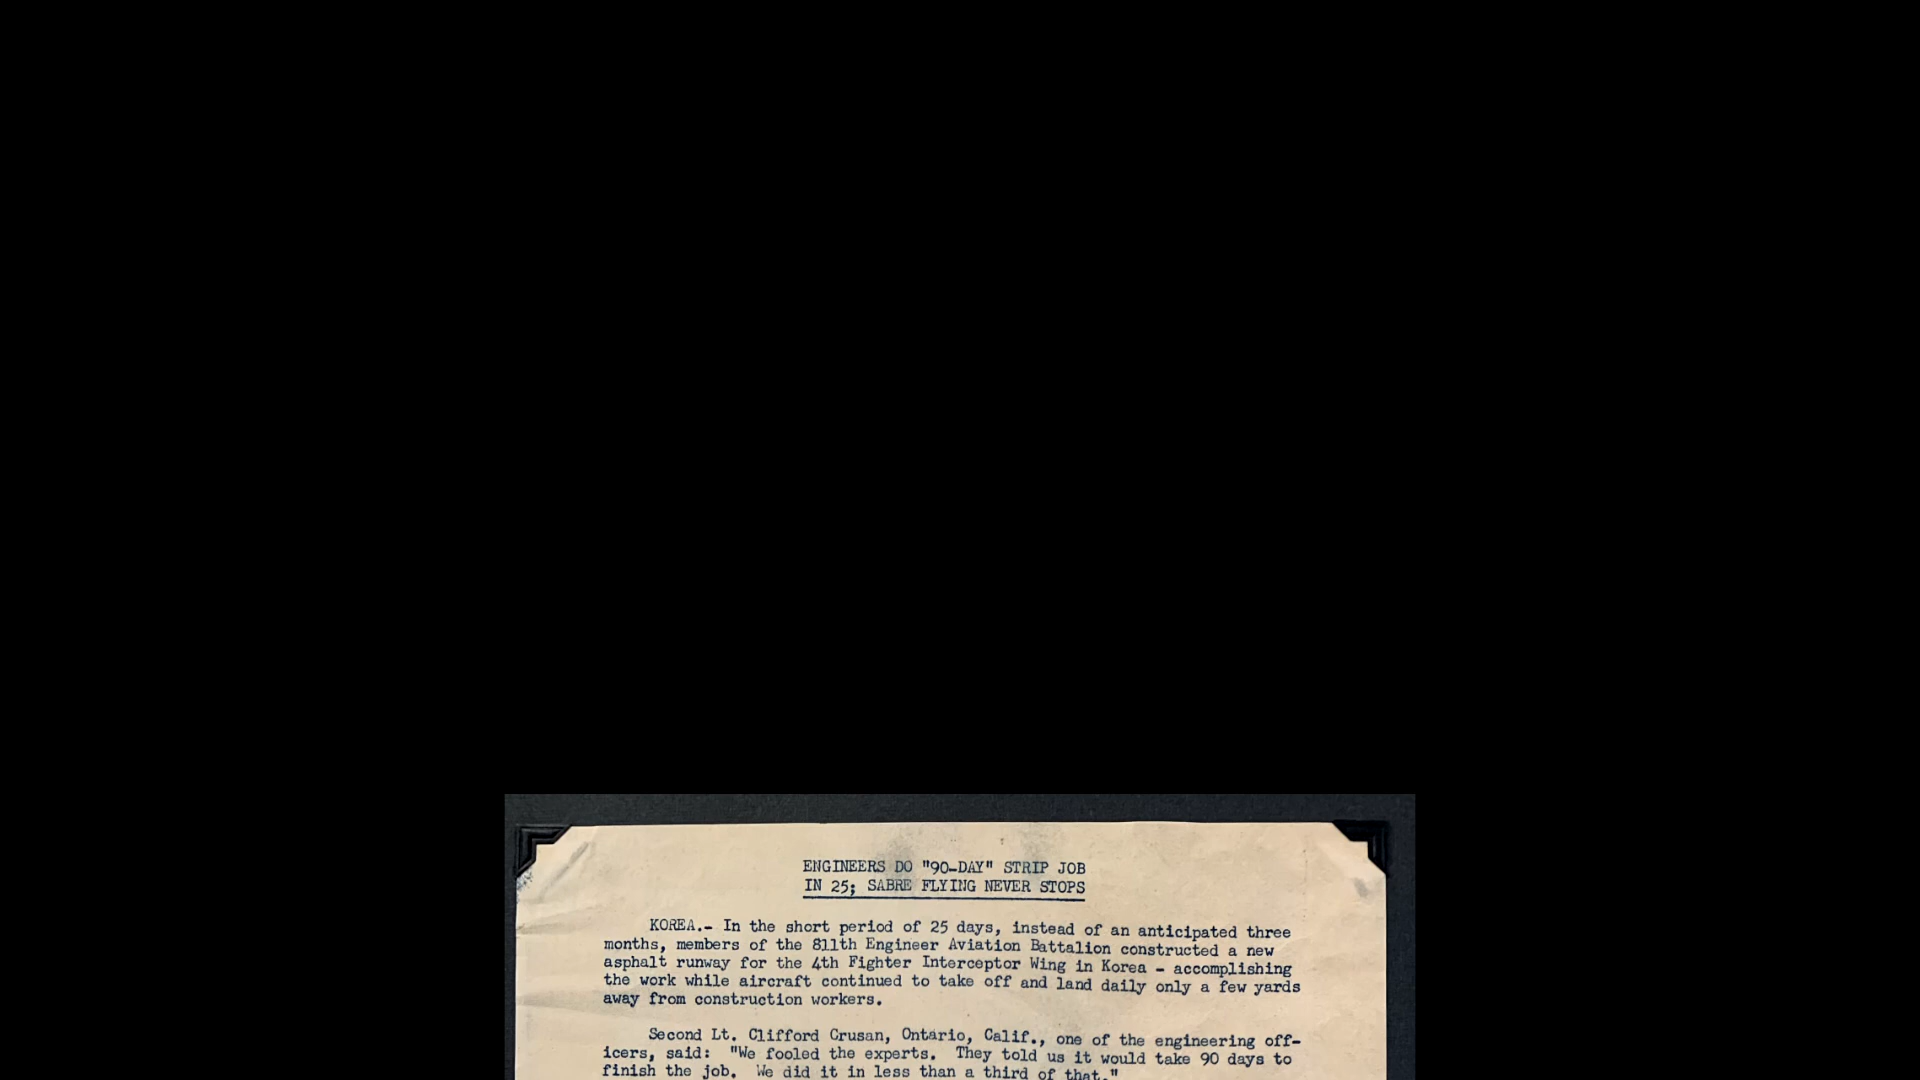 ENGINEERS DO "90-DAY" STRIP JOB
IN 25; SABRE FLYING NEVER STOPS
KOREA.- In the short period of 25 days, instead of an anticipated three
months, members of the 811th Engineer Aviation Battalion constructed a new
asphalt runway for the 4th Fighter Interceptor Wing in Korea - accomplishing
the work while aircraft continued to take off and land daily only a few yards
away from construction workers.
Second Lt. Clifford Crusan, Ontario, Calif., one of the engineering off-
icers, said: "We fooled the experts. They told us it would take 90 days to
finish the job. We did it in less than a third of that."